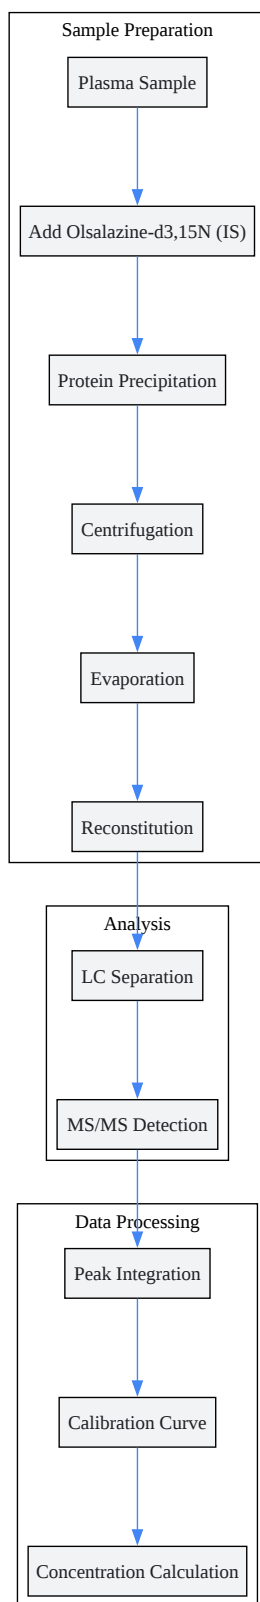 Sample Preparation
Plasma Sample
Add Olsalazine-d3,15N (IS)
Protein Precipitation
Centrifugation
Evaporation
Reconstitution
Analysis
LC Separation
MS/MS Detection
Data Processing
Peak Integration
Calibration Curve
Concentration Calculation